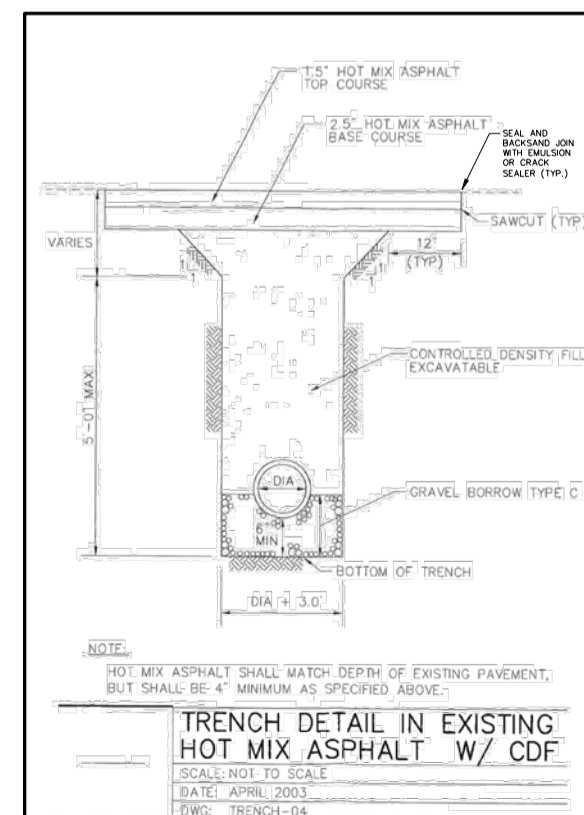 1.5" HOT MIX ASPHALT
TOP COURSE
2.5" HOT MIX ASPHALT
BASE COURSE
SEAL AND
BACKSAND JOIN
WITH EMULSION
OR CRACK
SEALER (TYP.)
SAWCUT (TYP)
VARIES
12"
(TYP)
1
1
1
1
5'-0" MAX
CONTROLLED DENSITY FILL
EXCAVATABLE
DIA
GRAVEL BORROW TYPE C
6"
MIN
BOTTOM OF TRENCH
DIA + 3.0'
NOTE:
HOT MIX ASPHALT SHALL MATCH DEPTH OF EXISTING PAVEMENT,
BUT SHALL BE 4" MINIMUM AS SPECIFIED ABOVE.
TRENCH DETAIL IN EXISTING
HOT MIX ASPHALT W/ CDF
SCALE: NOT TO SCALE
DATE: APRIL 2003
DWG: TRENCH-04